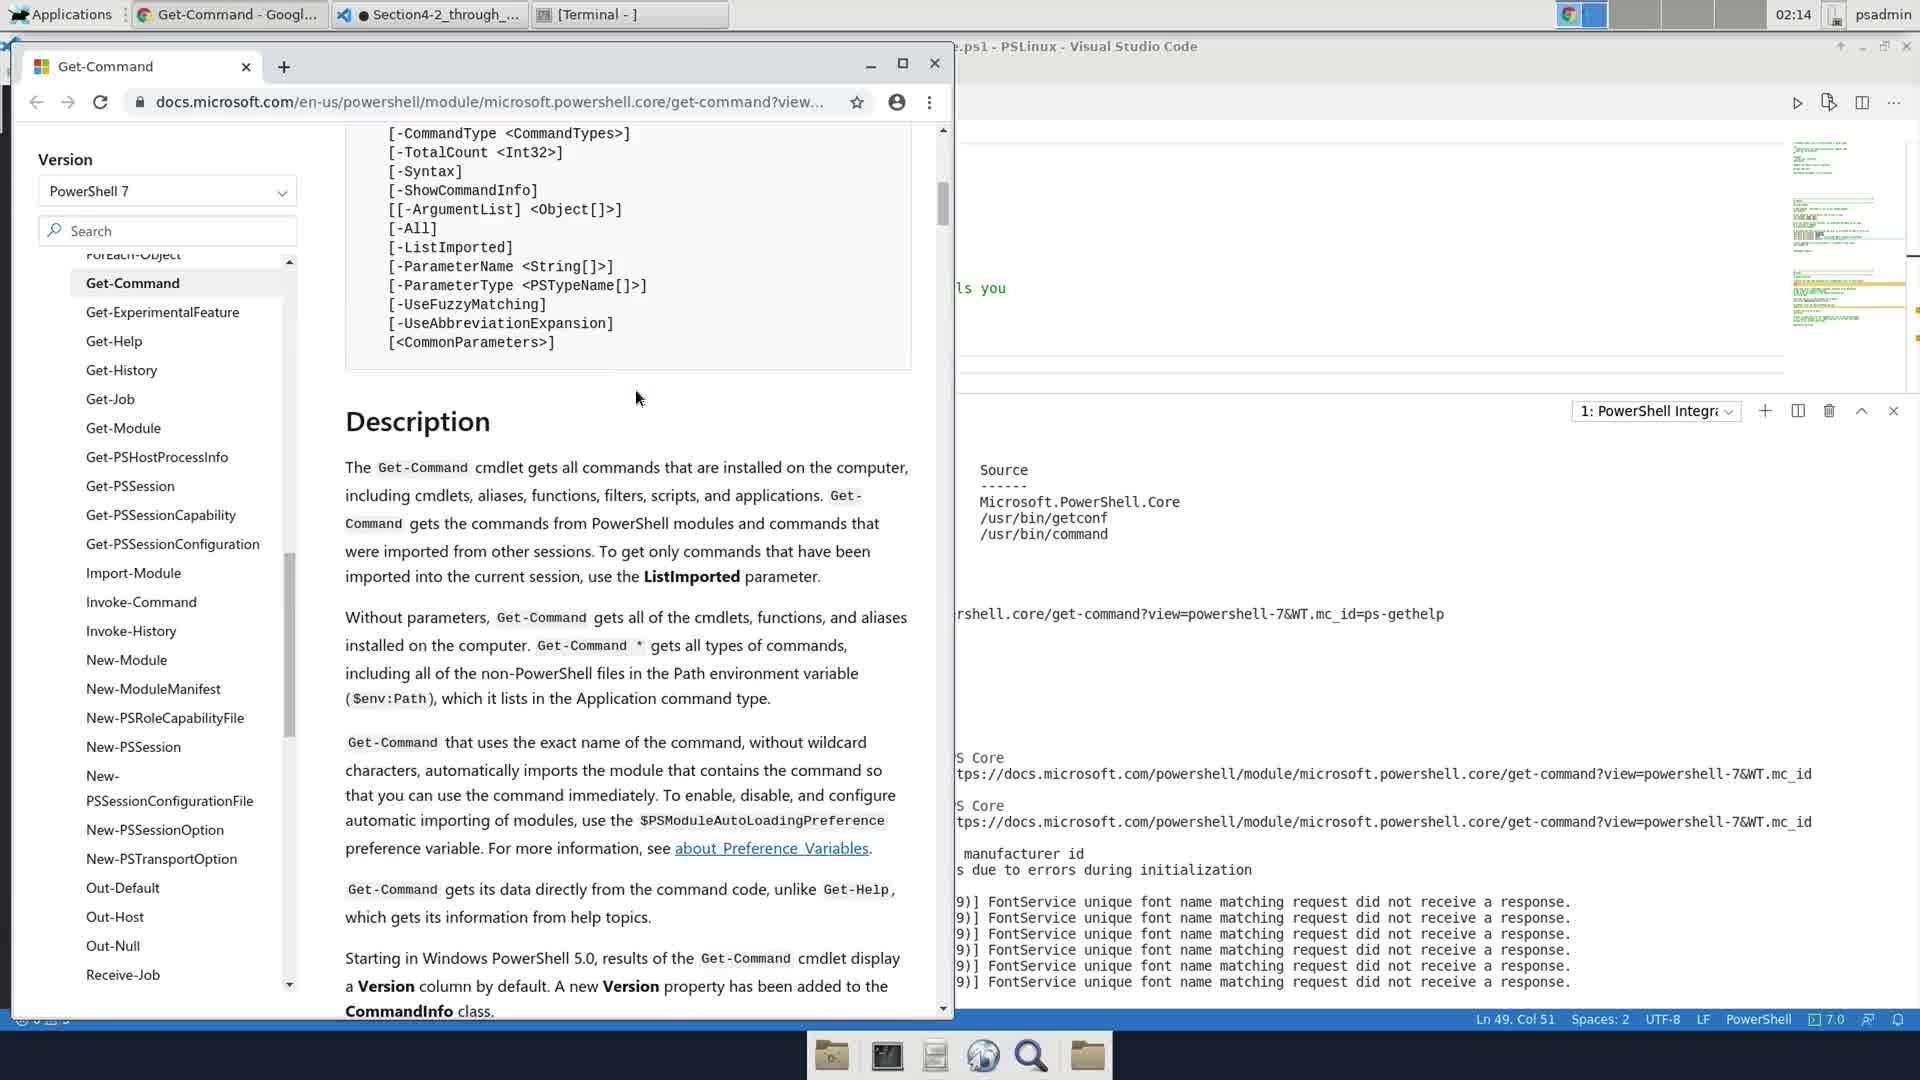 Applications
Get-Command - Googl...
● Section4-2_through_...
[Terminal - ]
02:14
psadmin
e.ps1 - PSLinux - Visual Studio Code
Get-Command
docs.microsoft.com/en-us/powershell/module/microsoft.powershell.core/get-command?view...
Version
PowerShell 7
Search
ForEach-Object
Get-Command
Get-ExperimentalFeature
Get-Help
Get-History
Get-Job
Get-Module
Get-PSHostProcessInfo
Get-PSSession
Get-PSSessionCapability
Get-PSSessionConfiguration
Import-Module
Invoke-Command
Invoke-History
New-Module
New-ModuleManifest
New-PSRoleCapabilityFile
New-PSSession
New-
PSSessionConfigurationFile
New-PSSessionOption
New-PSTransportOption
Out-Default
Out-Host
Out-Null
Receive-Job
[-CommandType <CommandTypes>]
[-TotalCount <Int32>]
[-Syntax]
[-ShowCommandInfo]
[[-ArgumentList] <Object[]>]
[-All]
[-ListImported]
[-ParameterName <String[]>]
[-ParameterType <PSTypeName[]>]
[-UseFuzzyMatching]
[-UseAbbreviationExpansion]
[<CommonParameters>]
Description
The Get-Command cmdlet gets all commands that are installed on the computer,
including cmdlets, aliases, functions, filters, scripts, and applications. Get-
Command gets the commands from PowerShell modules and commands that
were imported from other sessions. To get only commands that have been
imported into the current session, use the ListImported parameter.
Without parameters, Get-Command gets all of the cmdlets, functions, and aliases
installed on the computer. Get-Command * gets all types of commands,
including all of the non-PowerShell files in the Path environment variable
($env:Path), which it lists in the Application command type.
Get-Command that uses the exact name of the command, without wildcard
characters, automatically imports the module that contains the command so
that you can use the command immediately. To enable, disable, and configure
automatic importing of modules, use the $PSModuleAutoLoadingPreference
preference variable. For more information, see about_Preference_Variables.
Get-Command gets its data directly from the command code, unlike Get-Help,
which gets its information from help topics.
Starting in Windows PowerShell 5.0, results of the Get-Command cmdlet display
a Version column by default. A new Version property has been added to the
CommandInfo class.
ls you
1: PowerShell Integra
Source
------
Microsoft.PowerShell.Core
/usr/bin/getconf
/usr/bin/command
rshell.core/get-command?view=powershell-7&WT.mc_id=ps-gethelp
PS Core
tps://docs.microsoft.com/powershell/module/microsoft.powershell.core/get-command?view=powershell-7&WT.mc_id
PS Core
tps://docs.microsoft.com/powershell/module/microsoft.powershell.core/get-command?view=powershell-7&WT.mc_id
manufacturer id
s due to errors during initialization
9)] FontService unique font name matching request did not receive a response.
9)] FontService unique font name matching request did not receive a response.
9)] FontService unique font name matching request did not receive a response.
9)] FontService unique font name matching request did not receive a response.
9)] FontService unique font name matching request did not receive a response.
9)] FontService unique font name matching request did not receive a response.
Ln 49, Col 51
Spaces: 2
UTF-8
LF
PowerShell
7.0